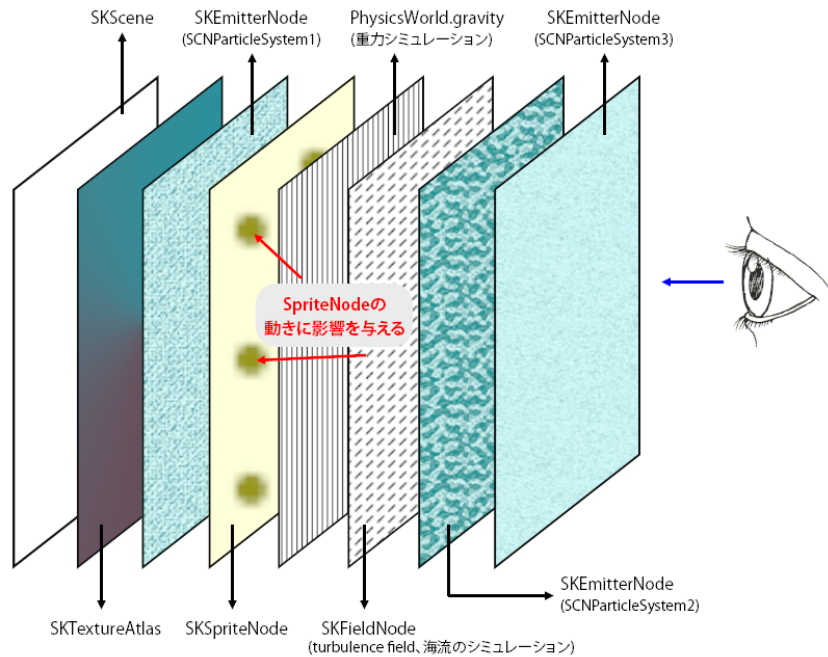 SKScene
SKEmitterNode
(SCNParticleSystem1)
PhysicsWorld.gravity
(重力シミュレーション)
SKEmitterNode
(SCNParticleSystem3)
SpriteNodeの
動きに影響を与える
SKTextureAtlas
SKSpriteNode
SKFieldNode
(turbulence field、海流のシミュレーション)
SKEmitterNode
(SCNParticleSystem2)